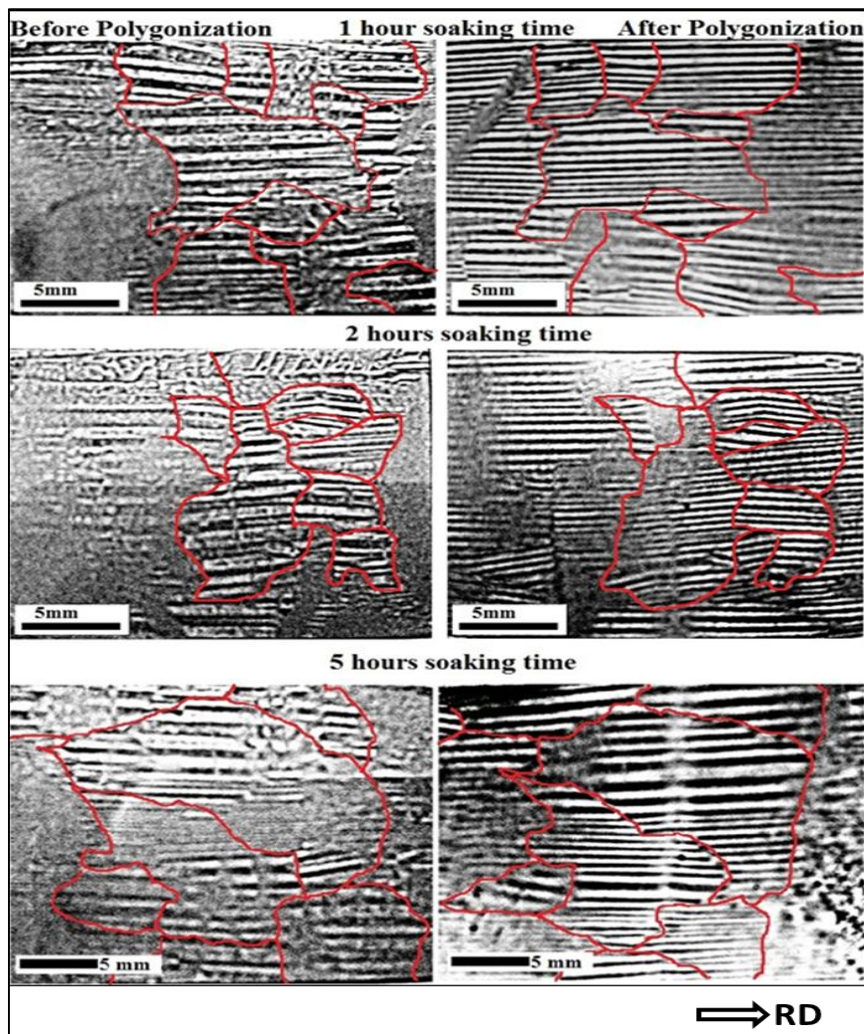 Before Polygonization 1 hour soaking time After Polygonization
5mm 5mm
2 hours soaking time
5mm 5mm
5 hours soaking time
5 mm 5 mm
RD